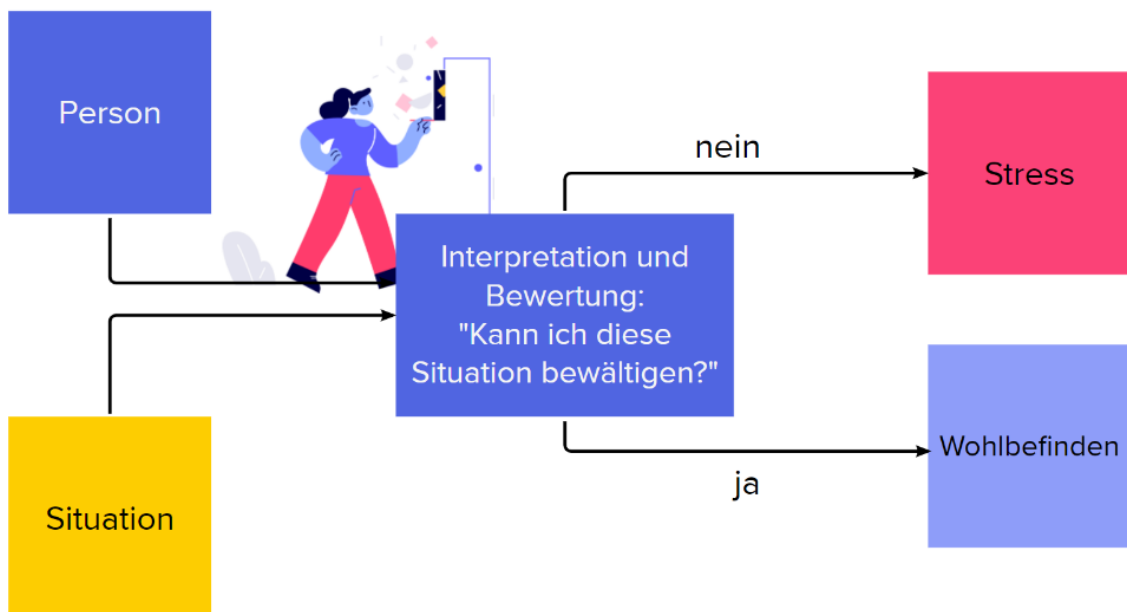 Person
nein
Stress
Interpretation und
Bewertung:
"Kann ich diese
Situation bewältigen?"
Situation
ja
Wohlbefinden